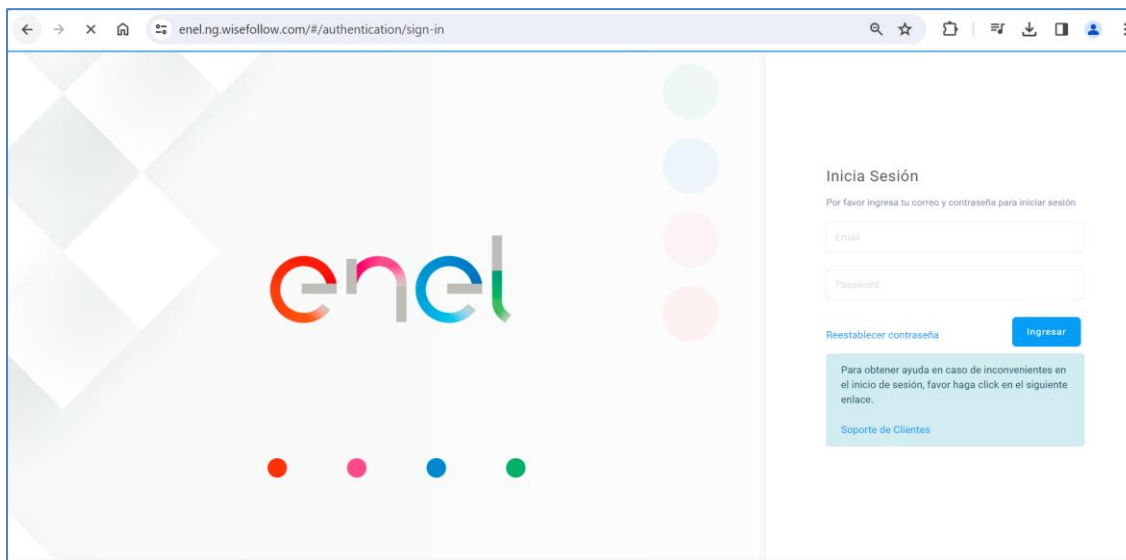 enel.ng.wisefollow.com/#/authentication/sign-in
enel
Inicia Sesión
Por favor ingresa tu correo y contraseña para iniciar sesión
Email
Password
Reestablecer contraseña
Ingresar
Para obtener ayuda en caso de inconvenientes en
el inicio de sesión, favor haga click en el siguiente
enlace.
Soporte de Clientes